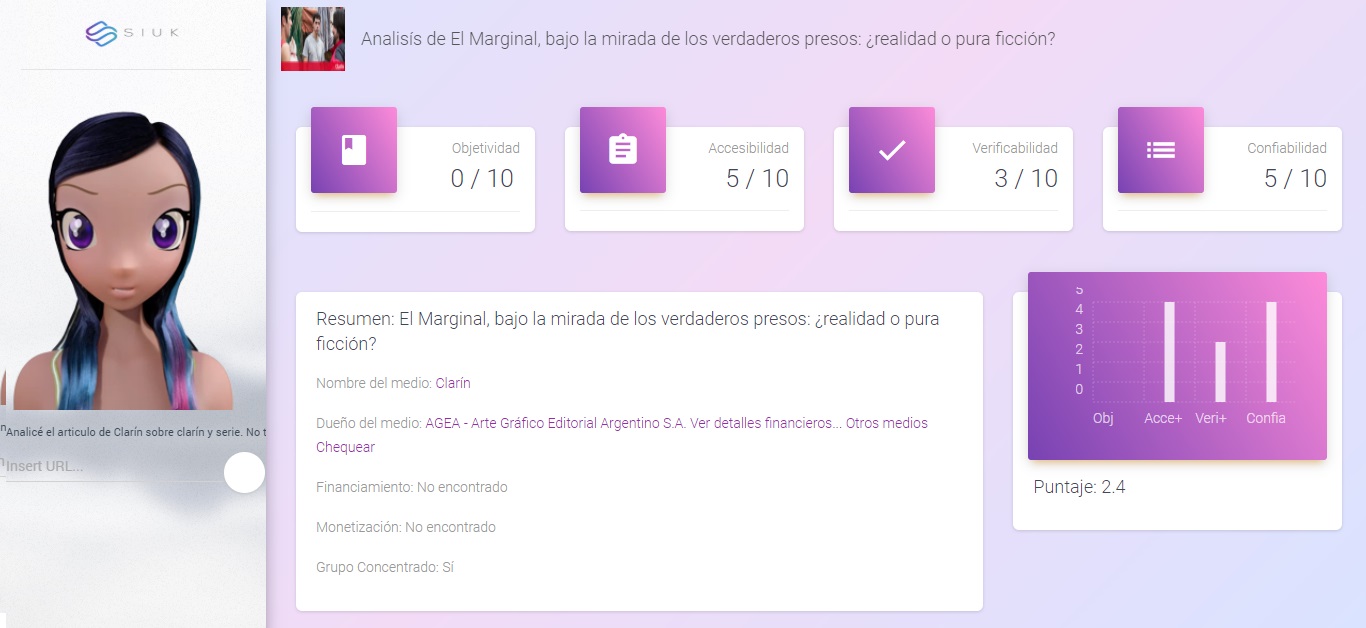 SIUK
Analicé el articulo de Clarín sobre clarín y serie. No t
Insert URL...
Analisís de El Marginal, bajo la mirada de los verdaderos presos: ¿realidad o pura ficción?
Objetividad
0 / 10
Accesibilidad
5 / 10
Verificabilidad
3 / 10
Confiabilidad
5 / 10
Resumen: El Marginal, bajo la mirada de los verdaderos presos: ¿realidad o pura
ficción?
Nombre del medio: Clarín
Dueño del medio: AGEA - Arte Gráfico Editorial Argentino S.A. Ver detalles financieros... Otros medios
Chequear
Financiamiento: No encontrado
Monetización: No encontrado
Grupo Concentrado: Sí
5
4
3
2
1
0
Obj Acce+ Veri+ Confia
Puntaje: 2.4